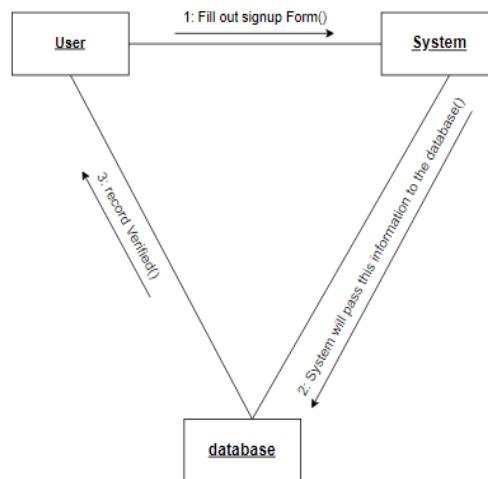 1: Fill out signup Form()
User
System
2: System will pass this information to the database()
3: record Verified()
database